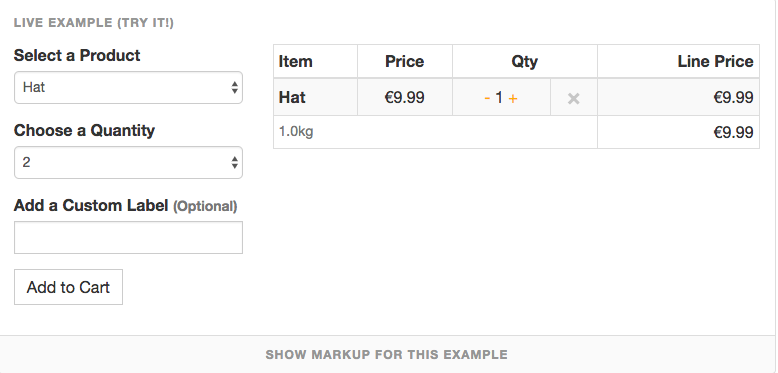 LIVE EXAMPLE (TRY IT!)
Select a Product
Hat
Choose a Quantity
2
Add a Custom Label (Optional)
Add to Cart
Item Price Qty Line Price
Hat €9.99 - 1 + × €9.99
1.0kg €9.99
SHOW MARKUP FOR THIS EXAMPLE